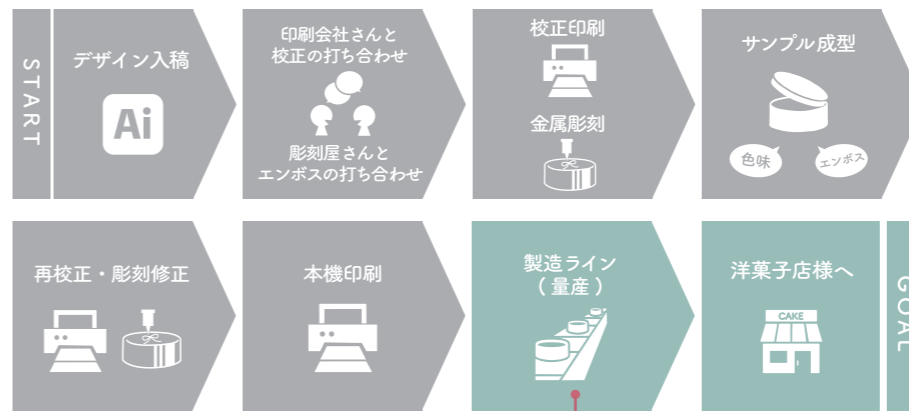 START
デザイン入稿
Ai
印刷会社さんと
校正の打ち合わせ
彫刻屋さんと
エンボスの打ち合わせ
校正印刷
金属彫刻
サンプル成型
色味
エンボス
再校正・彫刻修正
本機印刷
製造ライン
(量産)
洋菓子店様へ
CAKE
GOAL